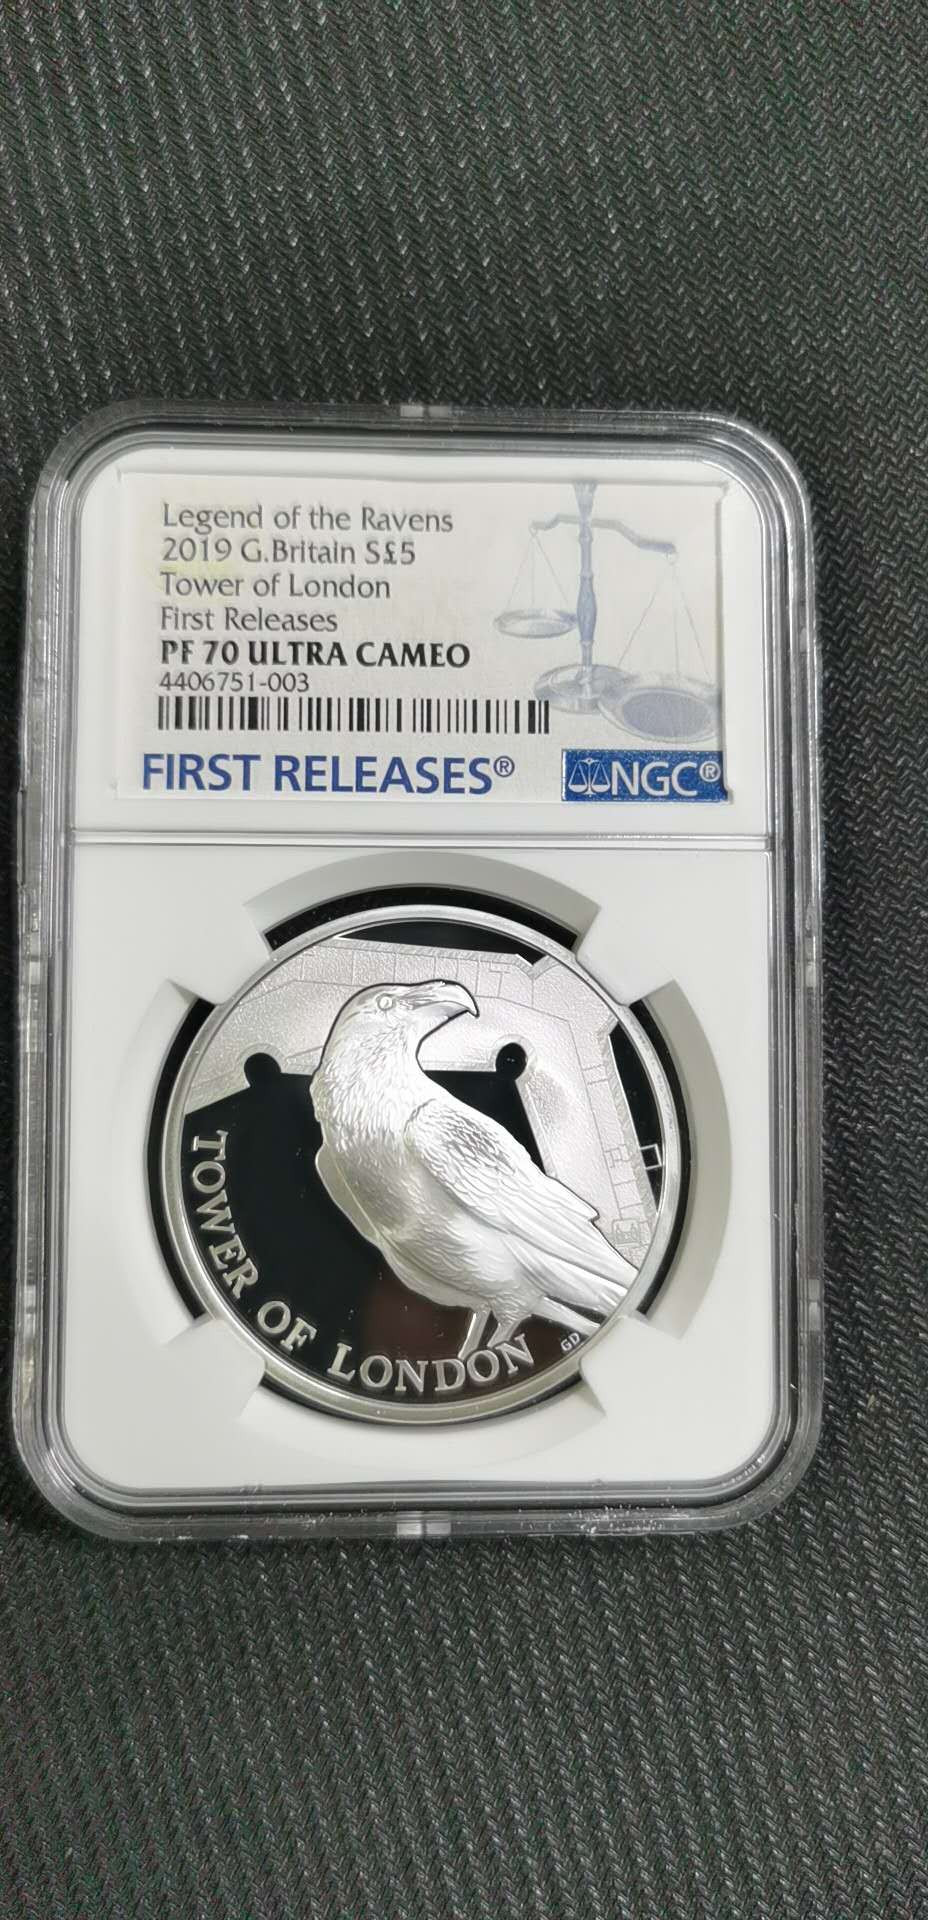 Legend of the Ravens
2019 G.Britain S£5
Tower of London
First Releases
PF 70 ULTRA CAMEO
4406751-003
FIRST RELEASES®
NGC®
TOWER OF LONDON
GD